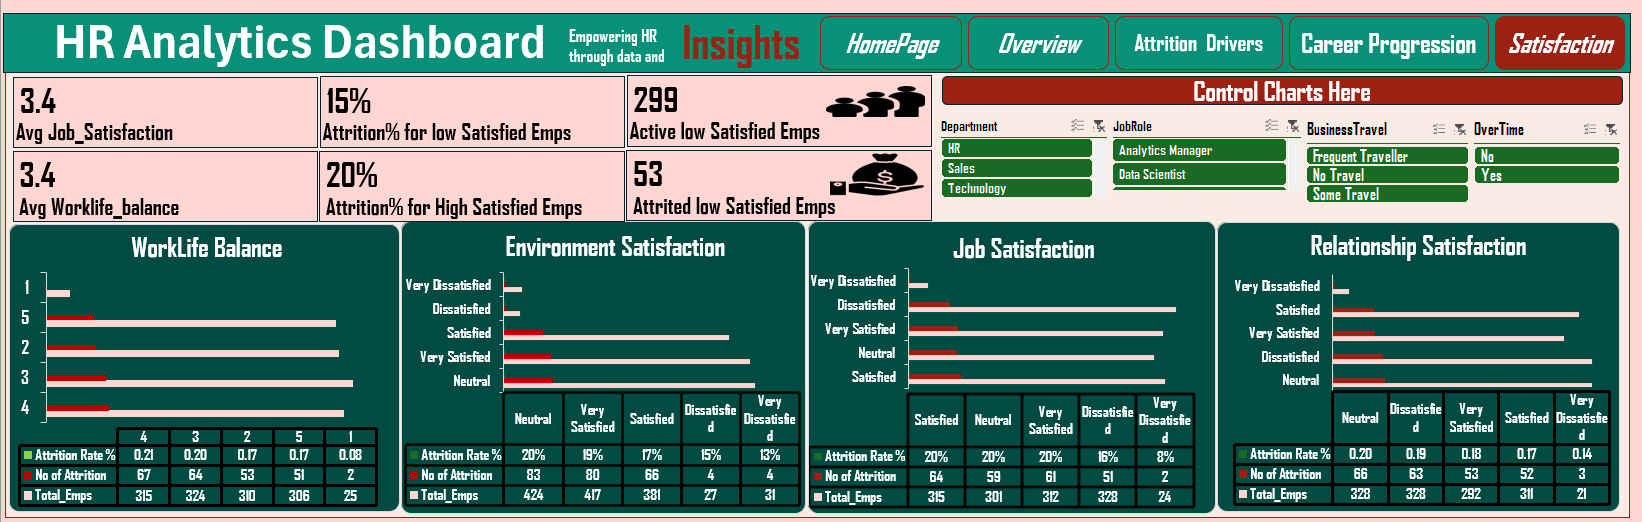 HR Analytics Dashboard
Empowering HR
through data and
Insights
HomePage
Overview
Attrition Drivers
Career Progression
Satisfaction
3.4
Avg Job_Satisfaction
15%
Attrition% for low Satisfied Emps
299
Active low Satisfied Emps
3.4
Avg Worklife_balance
20%
Attrition% for High Satisfied Emps
53
Attrited low Satisfied Emps
$
Control Charts Here
Department
HR
Sales
Technology
JobRole
Analytics Manager
Data Scientist
BusinessTravel
Frequent Traveller
No Travel
Some Travel
OverTime
No
Yes
WorkLife Balance
1
5
2
3
4
4 3 2 5 1
Attrition Rate % 0.21 0.20 0.17 0.17 0.08
No of Attrition 67 64 53 51 2
Total_Emps 315 324 310 306 25
Environment Satisfaction
Very Dissatisfied
Dissatisfied
Satisfied
Very Satisfied
Neutral
Neutral Very Satisfied Satisfied Dissatisfied Very Dissatisfied
Attrition Rate % 20% 19% 17% 15% 13%
No of Attrition 83 80 66 4 4
Total_Emps 424 417 381 27 31
Job Satisfaction
Very Dissatisfied
Dissatisfied
Very Satisfied
Neutral
Satisfied
Satisfied Neutral Very Satisfied Dissatisfied Very Dissatisfied
Attrition Rate % 20% 20% 20% 16% 8%
No of Attrition 64 59 61 51 2
Total_Emps 315 301 312 328 24
Relationship Satisfaction
Very Dissatisfied
Satisfied
Very Satisfied
Dissatisfied
Neutral
Neutral Dissatisfied Very Satisfied Satisfied Very Dissatisfied
Attrition Rate % 0.20 0.19 0.18 0.17 0.14
No of Attrition 66 63 53 52 3
Total_Emps 328 328 292 311 21